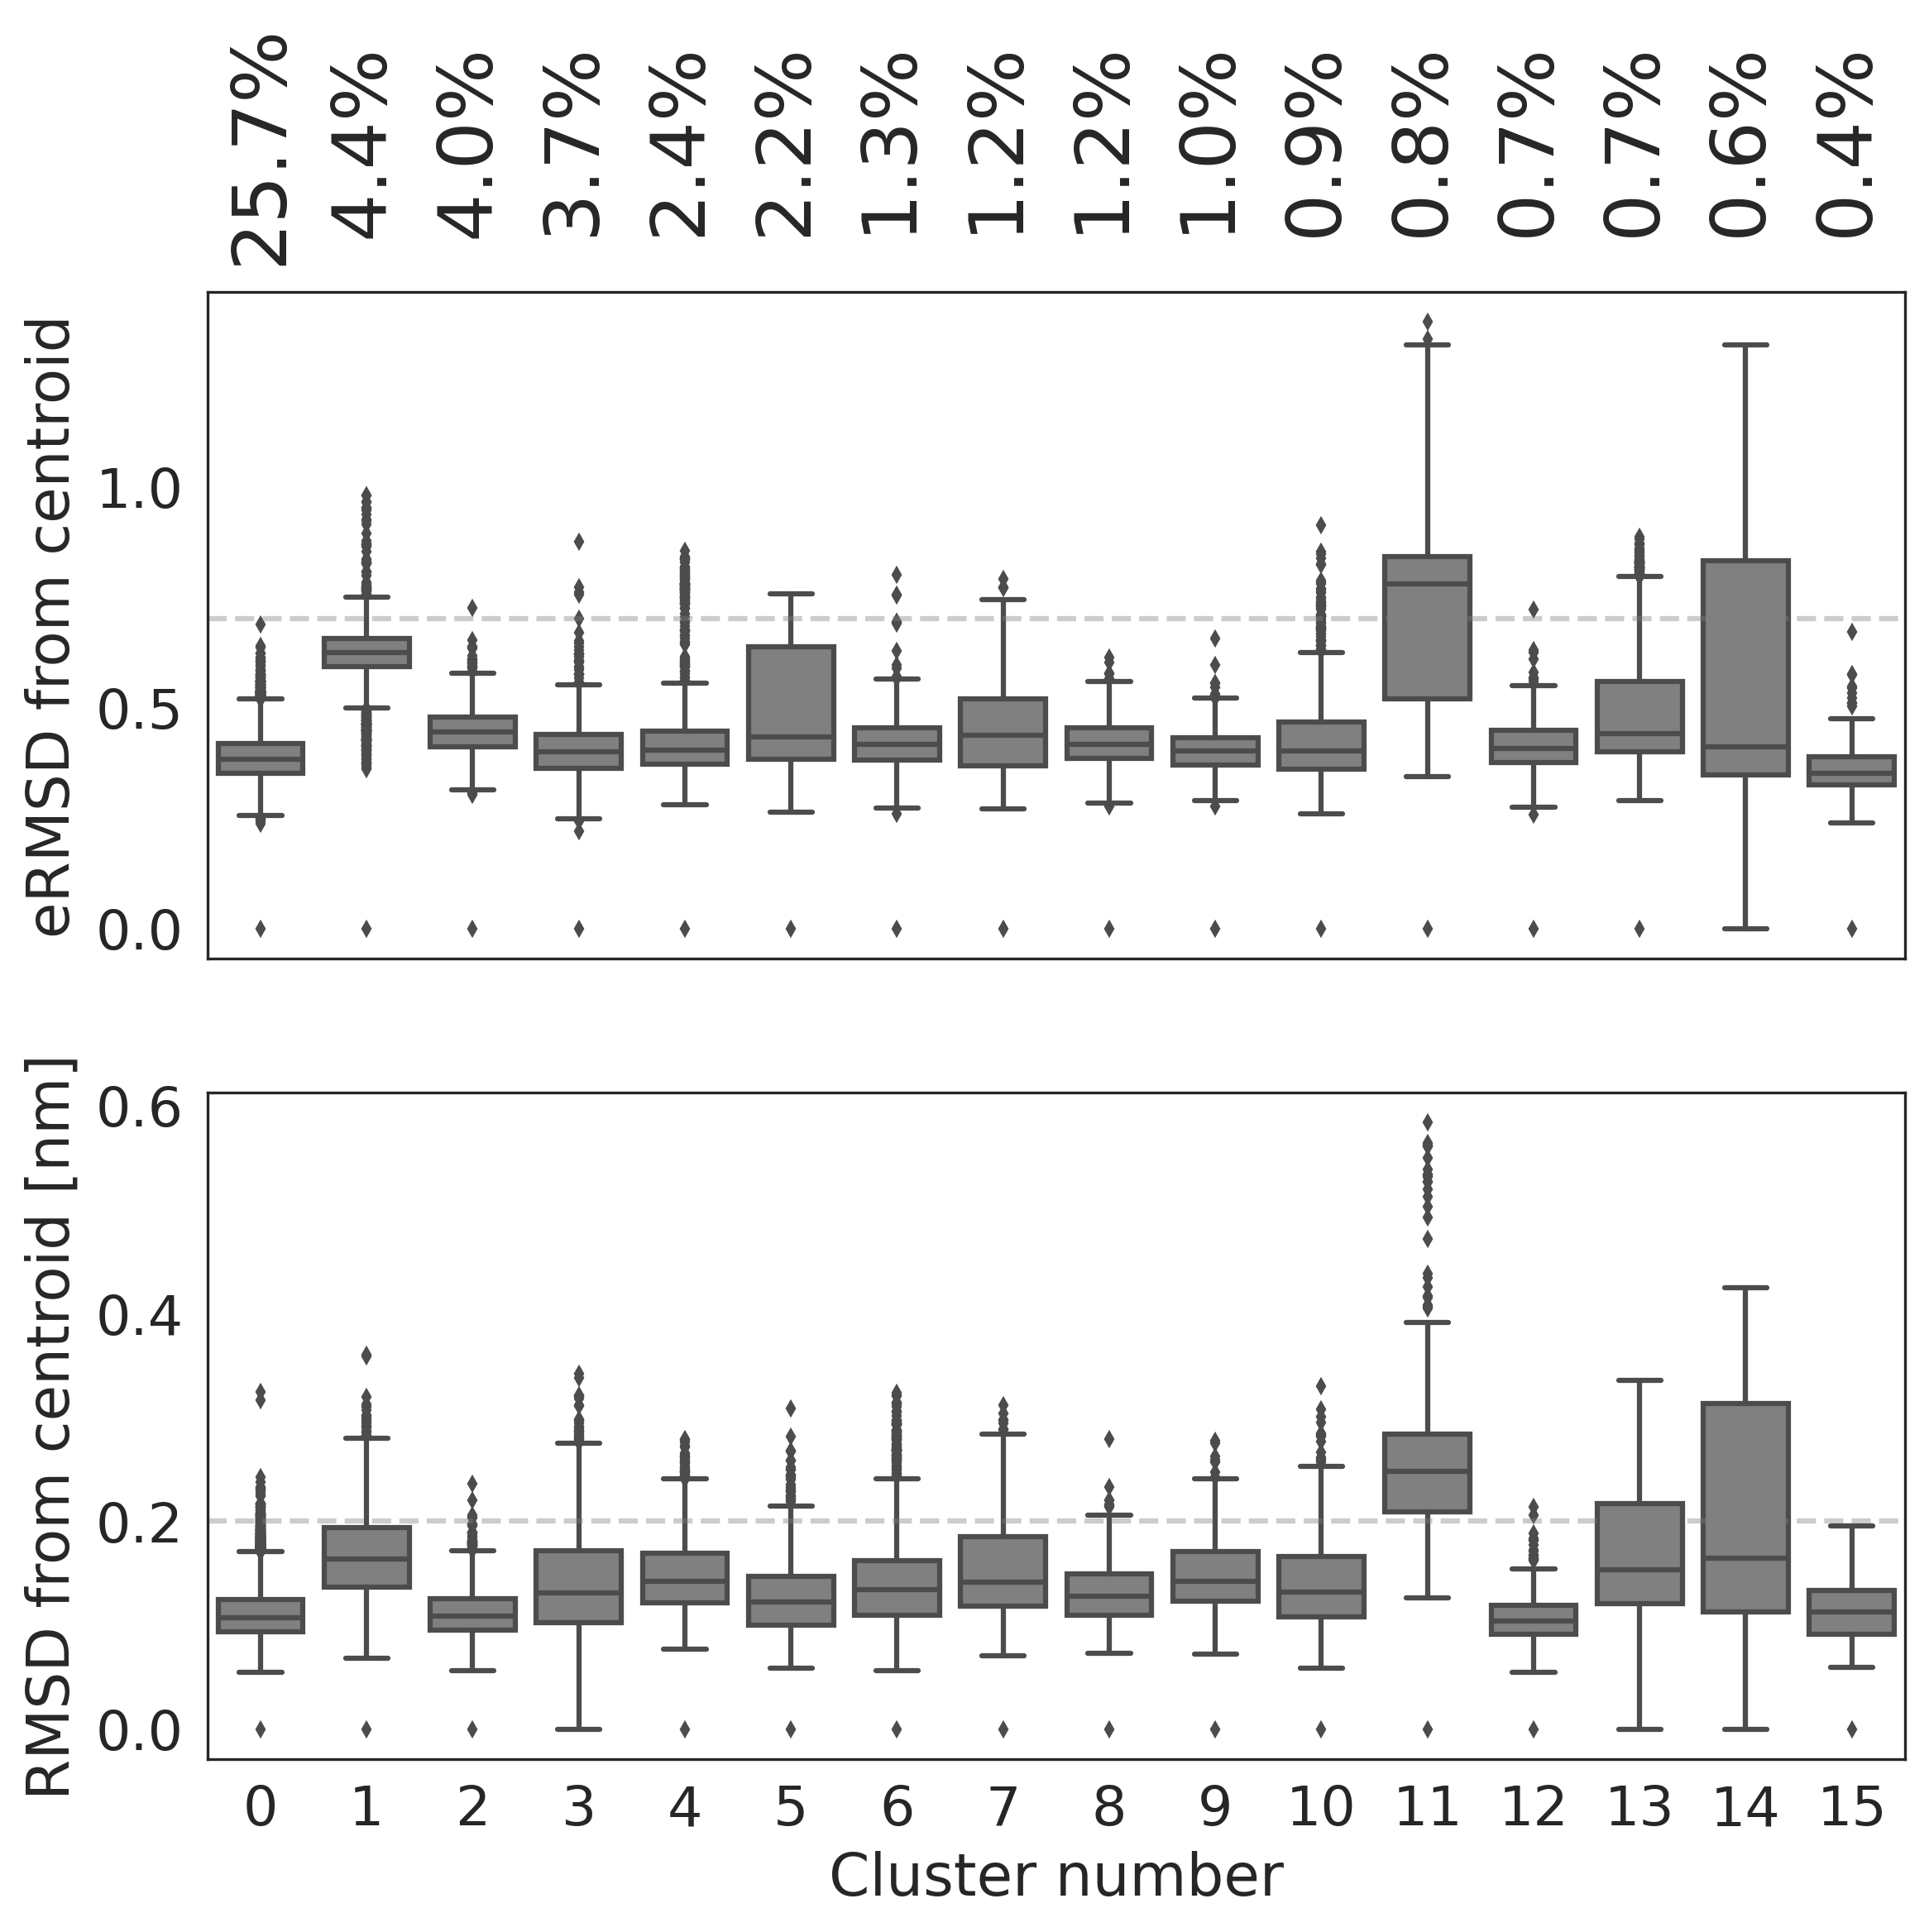 25.7% 4.4% 4.0% 3.7% 2.4% 2.2% 1.3% 1.2% 1.2% 1.0% 0.9% 0.8% 0.7% 0.7% 0.6% 0.4%
eRMSD from centroid
1.0
0.5
0.0
RMSD from centroid [nm]
0.6
0.4
0.2
0.0
0 1 2 3 4 5 6 7 8 9 10 11 12 13 14 15
Cluster number